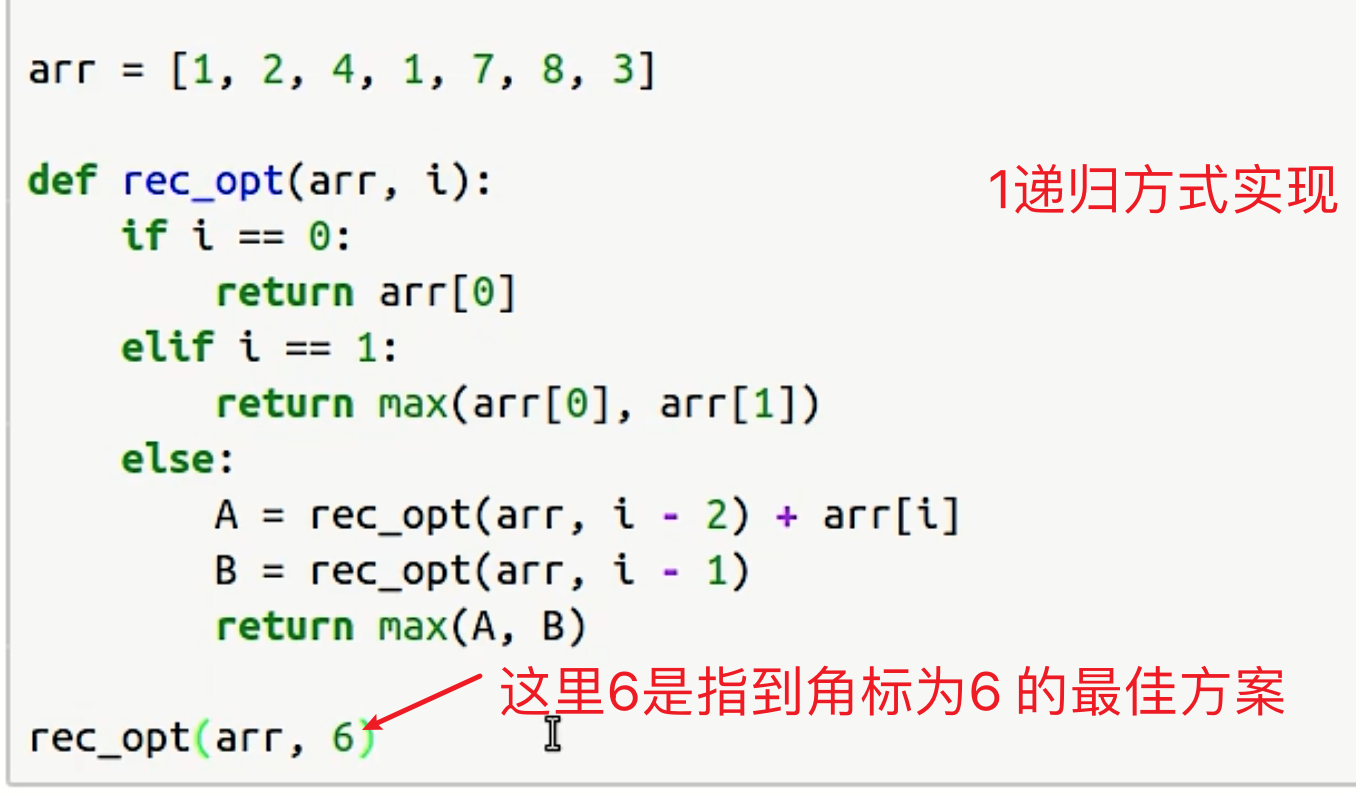 arr = [1, 2, 4, 1, 7, 8, 3]
def rec_opt(arr, i):
1递归方式实现
    if i == 0:
        return arr[0]
    elif i == 1:
        return max(arr[0], arr[1])
    else:
        A = rec_opt(arr, i - 2) + arr[i]
        B = rec_opt(arr, i - 1)
        return max(A, B)
这里6是指到角标为6 的最佳方案
rec_opt(arr, 6)